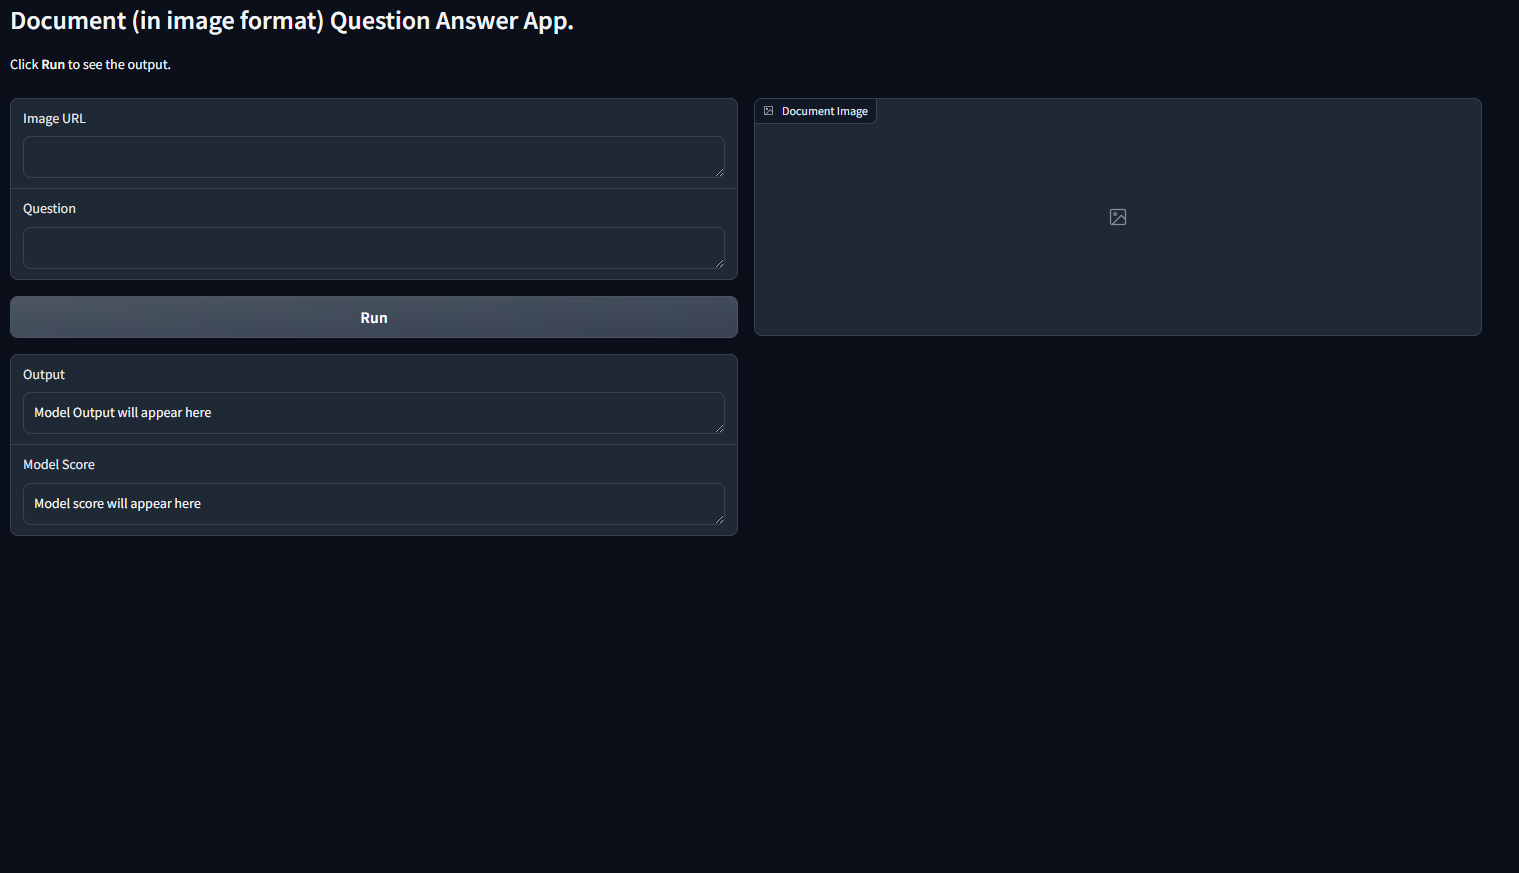 Document (in image format) Question Answer App.
Click Run to see the output.
Image URL
Question
Run
Output
Model Output will appear here
Model Score
Model score will appear here
Document Image